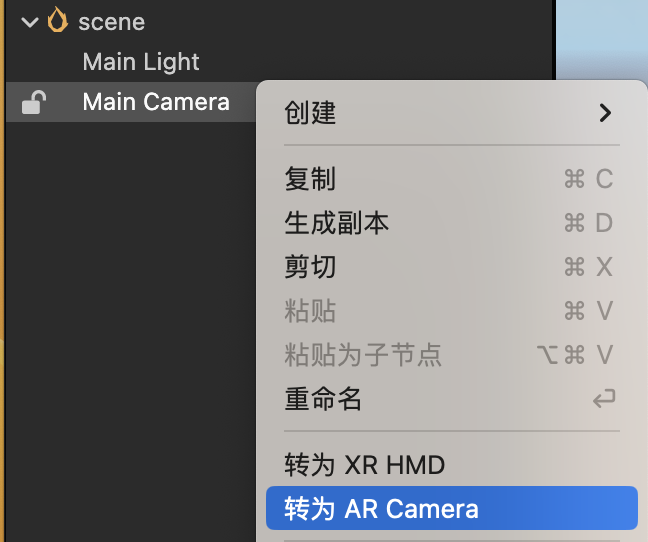 scene
Main Light
Main Camera
创建
复制 ⌘ C
生成副本 ⌘ D
剪切 ⌘ X
粘贴 ⌘ V
粘贴为子节点 ⌥⌘ V
重命名
转为 XR HMD
转为 AR Camera